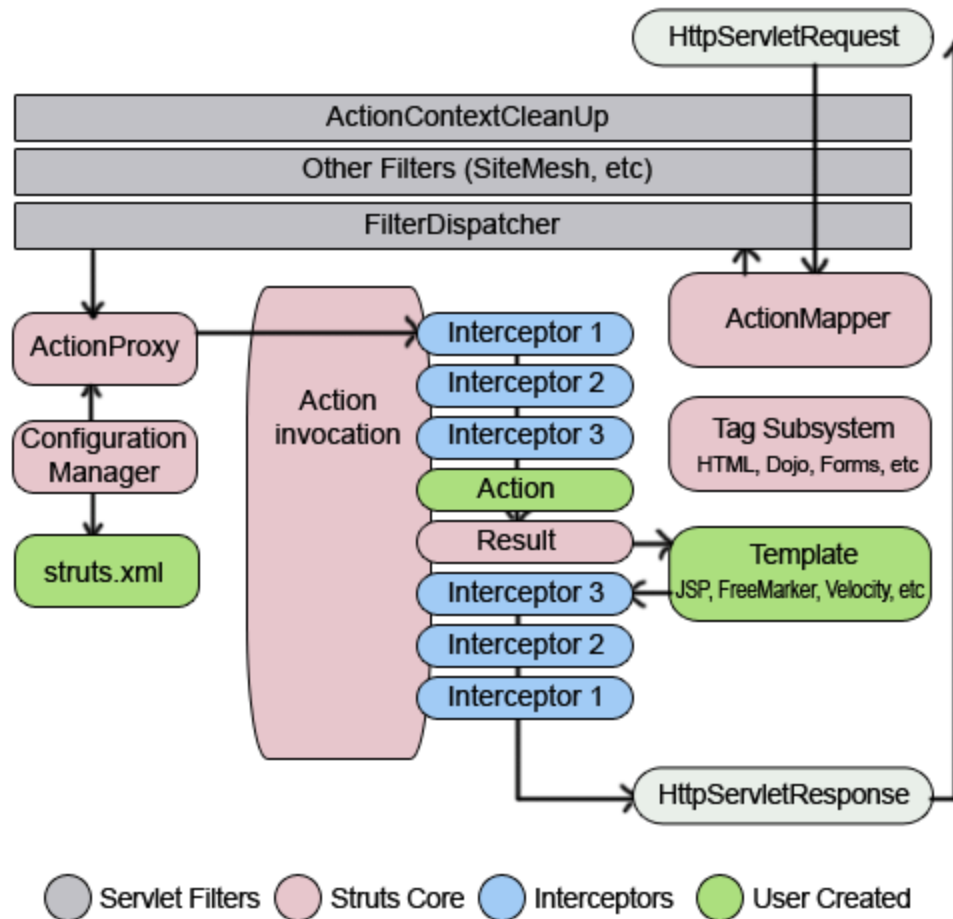 HttpServletRequest
ActionContextCleanUp
Other Filters (SiteMesh, etc)
FilterDispatcher
ActionProxy
Configuration
Manager
struts.xml
Action
invocation
Interceptor 1
Interceptor 2
Interceptor 3
Action
Result
Interceptor 3
Interceptor 2
Interceptor 1
ActionMapper
Tag Subsystem
HTML, Dojo, Forms, etc
Template
JSP, FreeMarker, Velocity, etc
HttpServletResponse
Servlet Filters
Struts Core
Interceptors
User Created